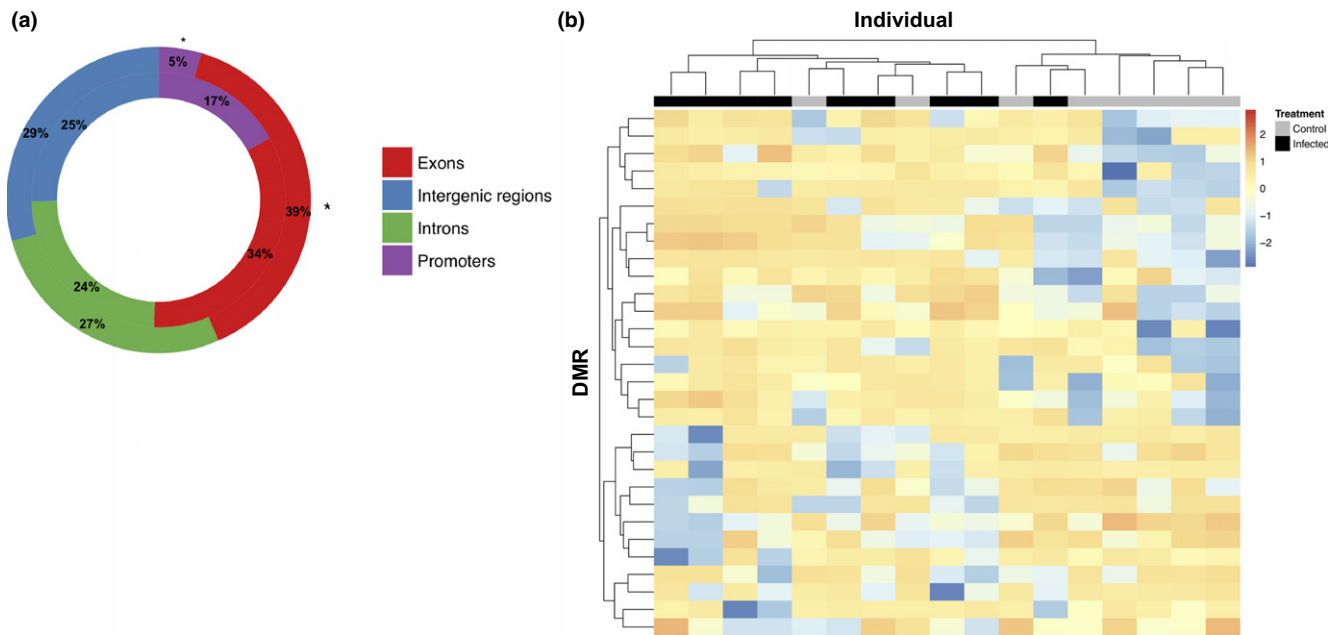 (a)
(b)
Individual
*
5%
17%
29%
25%
39%
*
34%
24%
27%
Exons
Intergenic regions
Introns
Promoters
DMR
2
1
0
−1
−2
Treatment
Control
Infected